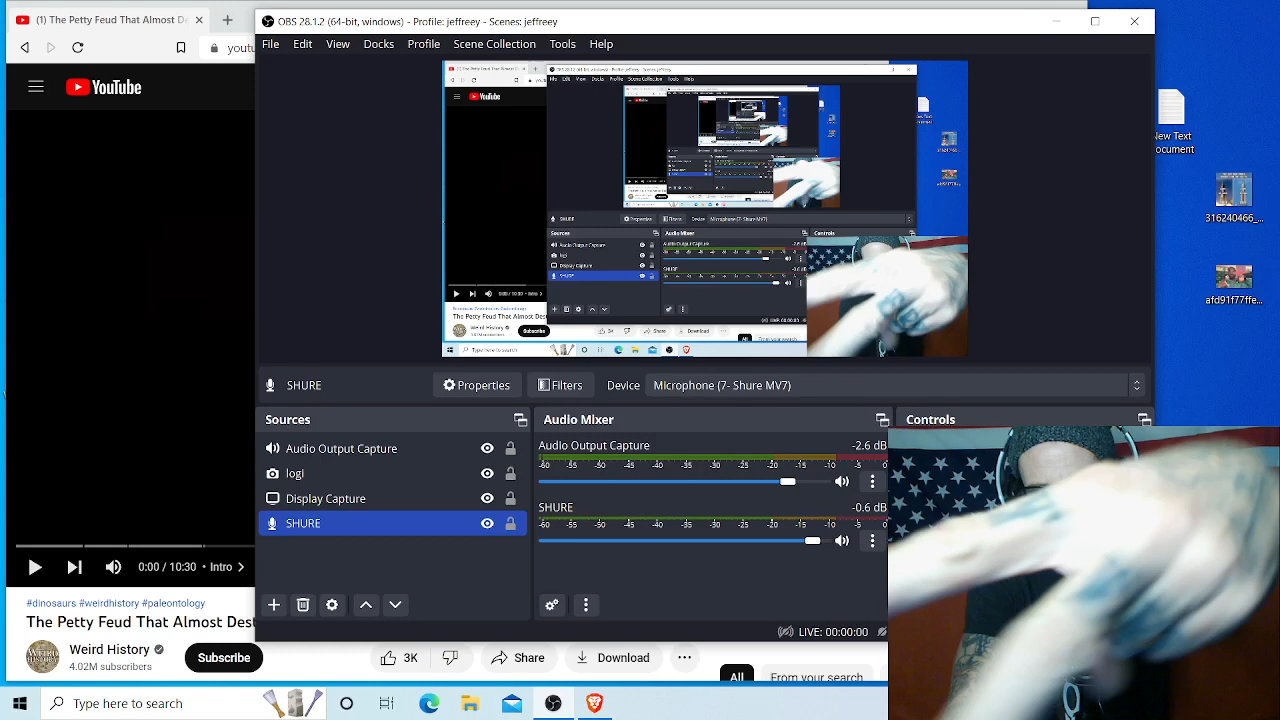 (1) The Petty Feud That Almost De
OBS 28.1.2 (64-bit, windows) - Profile: jeffreey - Scenes: jeffreey
File Edit View Docks Profile Scene Collection Tools Help
YouTube
New Text
Document
316240466_...
afd91f77ffe...
SHURE Properties Filters Device Microphone (7- Shure MV7)
Sources Audio Mixer Controls
Audio Output Capture
logi
Display Capture
SHURE
Audio Output Capture -2.6 dB
-60 -55 -50 -45 -40 -35 -30 -25 -20 -15 -10 -5 0
SHURE -0.6 dB
-60 -55 -50 -45 -40 -35 -30 -25 -20 -15 -10 -5 0
LIVE: 00:00:00
0:00 / 10:30 • Intro
#dinosaurs #weirdhistory #paleontology
The Petty Feud That Almost Dest
Weird History
4.02M subscribers
Subscribe
3K Share Download
All From your search
Type here to search